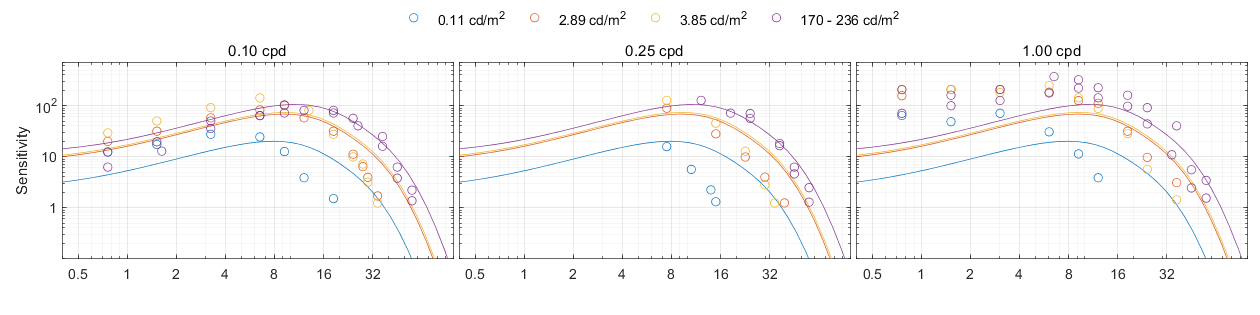 0.11 cd/m² 2.89 cd/m² 3.85 cd/m² 170 - 236 cd/m²
0.10 cpd 0.25 cpd 1.00 cpd
Sensitivity
10²
10
1
0.5 1 2 4 8 16 32 0.5 1 2 4 8 16 32 0.5 1 2 4 8 16 32